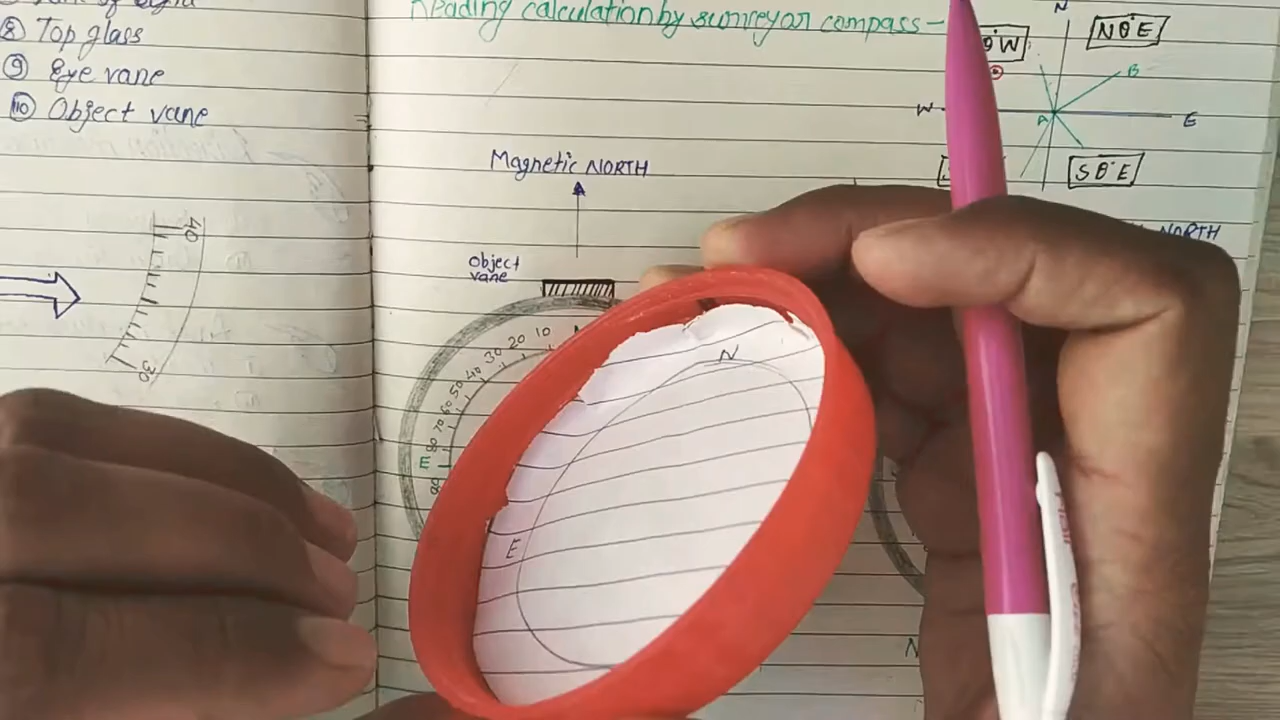 ⑧ Top glass
⑨ Eye vane
⑩ Object vane
40
30
Reading calculation by surveyor compass -
N
θ W
N θ E
B
W
A
E
S θ E
Magnetic NORTH
NORTH
Object
vane
10
20
30
40
50
60
70
80
E
90
N
E
N